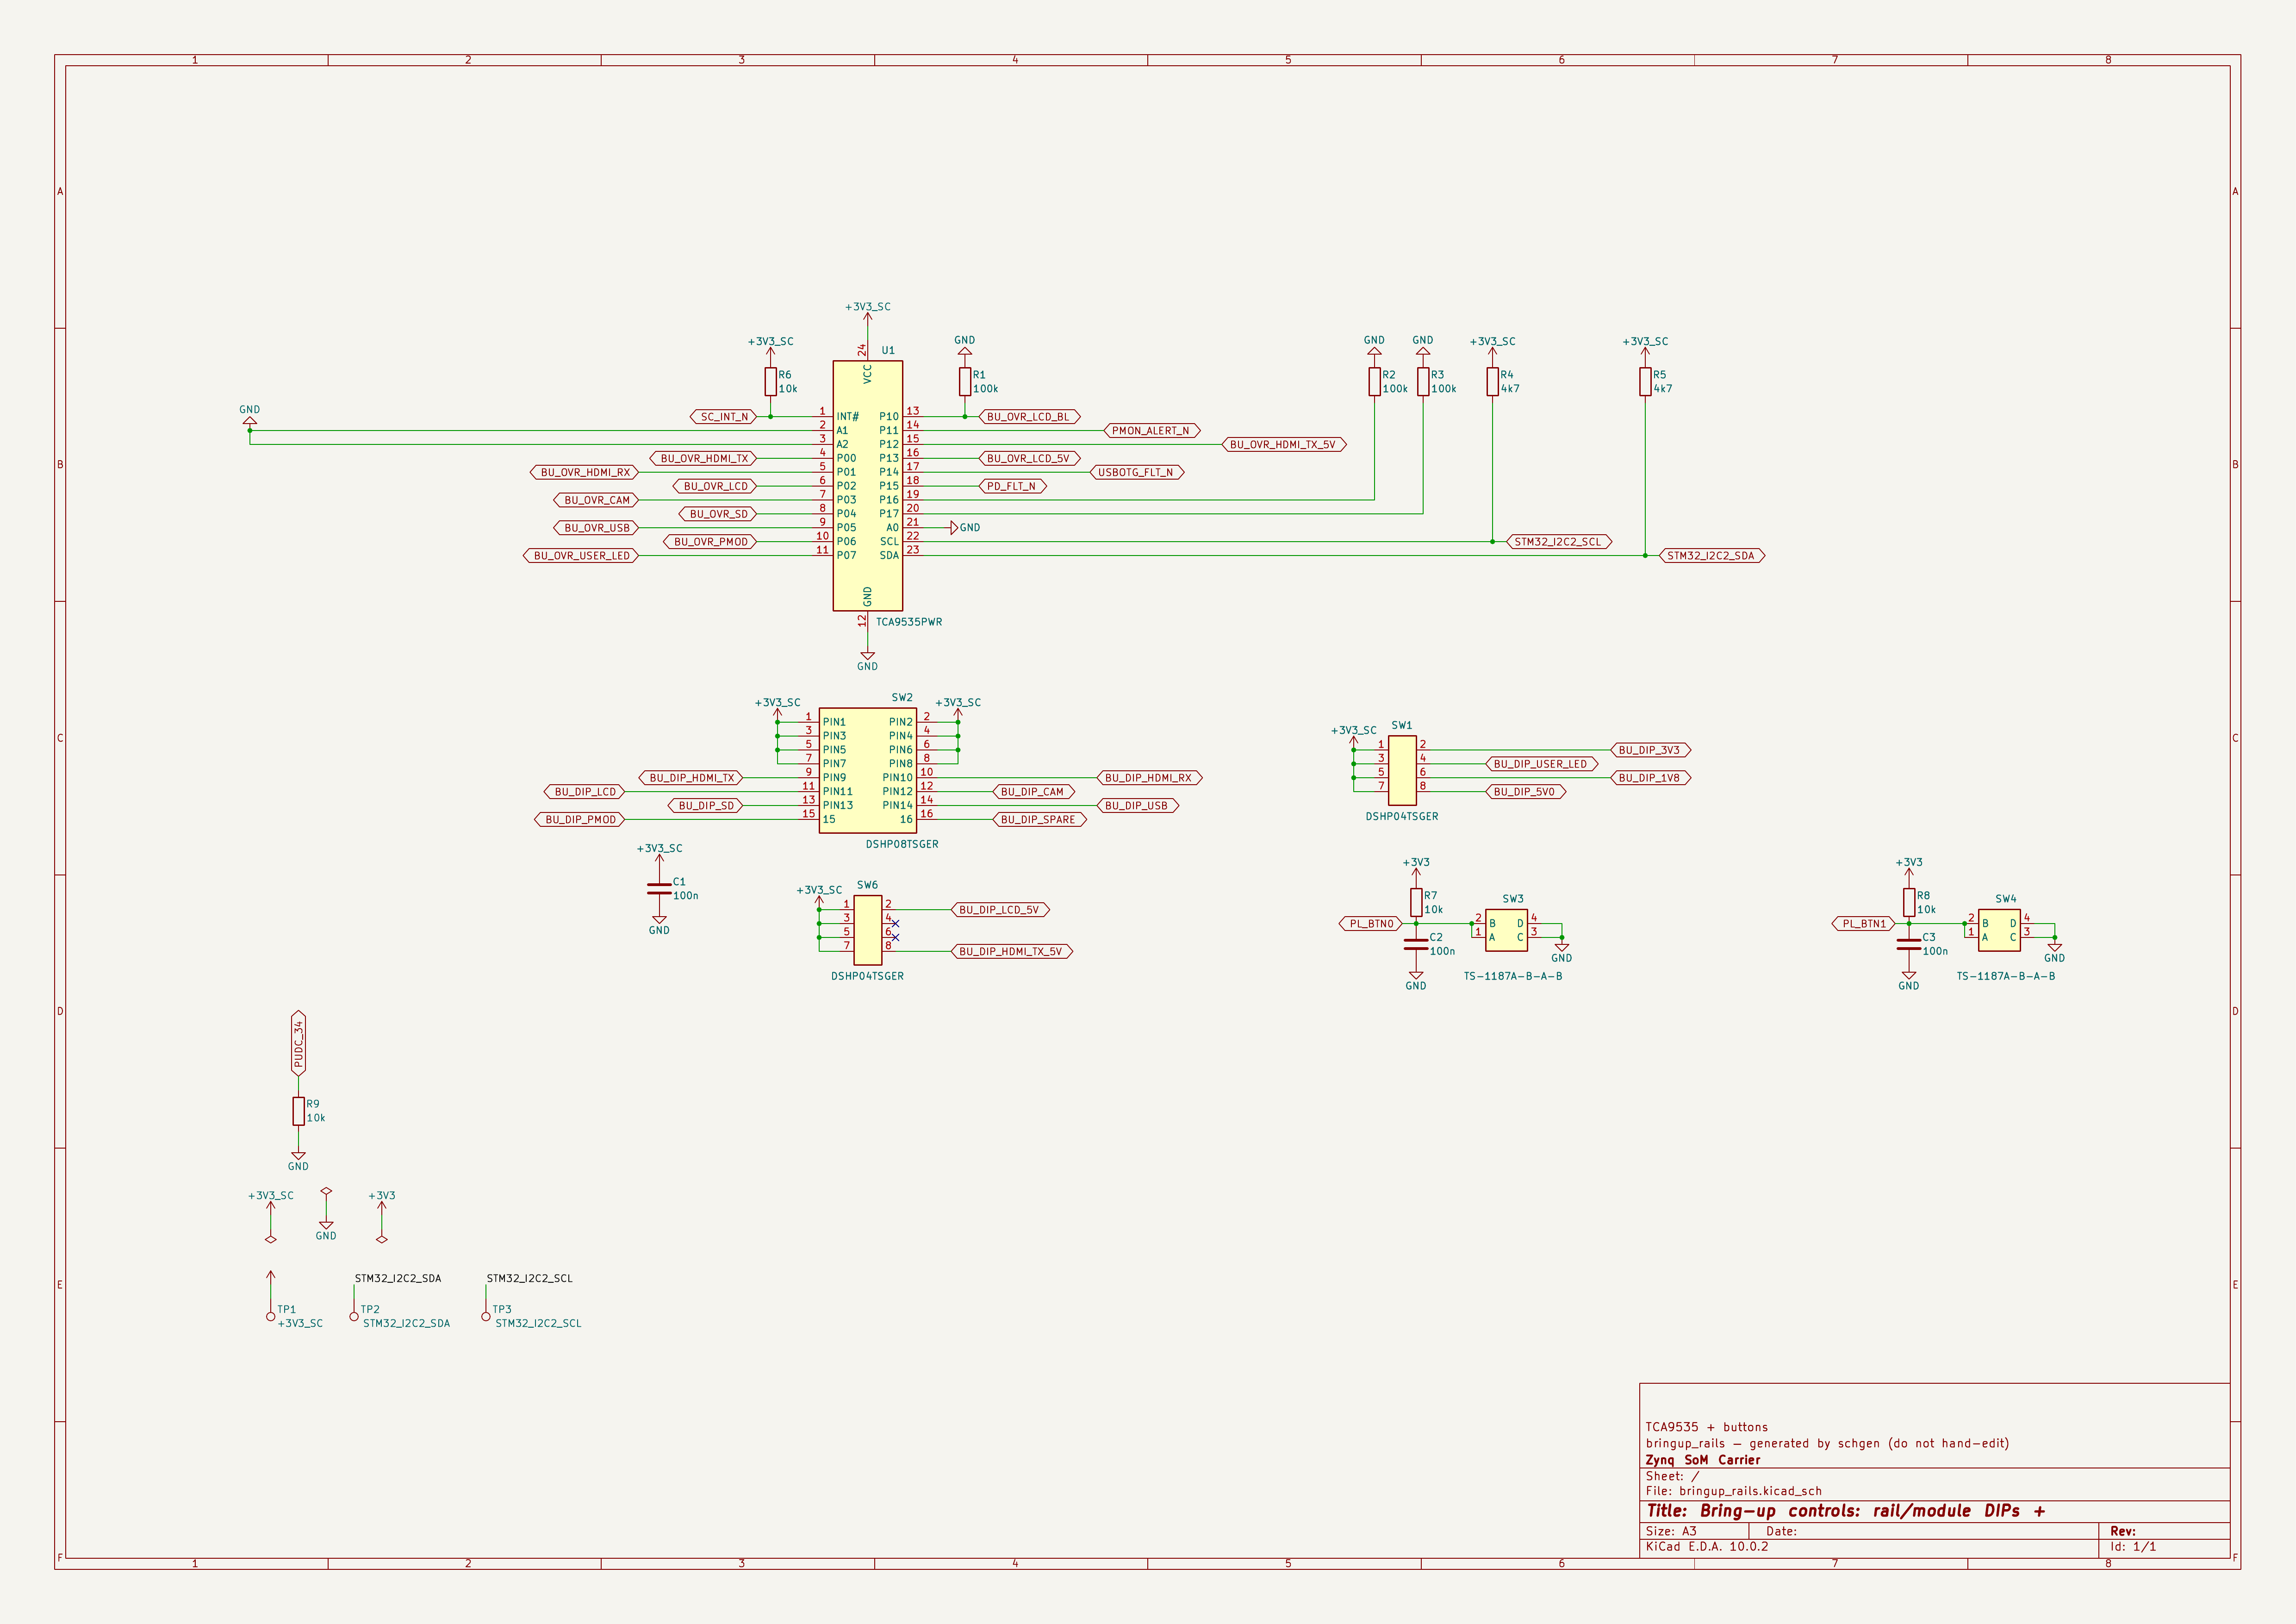 1 2 3 4 5 6 7 8
A A
B B
C C
D D
E E
F F
+3V3_SC
24
U1
VCC
+3V3_SC
R6
10k
GND
R1
100k
GND
R2
100k
GND
R3
100k
+3V3_SC
R4
4k7
+3V3_SC
R5
4k7
GND
SC_INT_N 1 INT# P10 13 BU_OVR_LCD_BL
2 A1 P11 14 PMON_ALERT_N
3 A2 P12 15 BU_OVR_HDMI_TX_5V
BU_OVR_HDMI_TX 4 P00 P13 16 BU_OVR_LCD_5V
BU_OVR_HDMI_RX 5 P01 P14 17 USBOTG_FLT_N
BU_OVR_LCD 6 P02 P15 18 PD_FLT_N
BU_OVR_CAM 7 P03 P16 19
BU_OVR_SD 8 P04 P17 20
BU_OVR_USB 9 P05 A0 21 GND
BU_OVR_PMOD 10 P06 SCL 22 STM32_I2C2_SCL
BU_OVR_USER_LED 11 P07 SDA 23 STM32_I2C2_SDA
GND
12
TCA9535PWR
GND
SW2
+3V3_SC +3V3_SC
1 PIN1 PIN2 2
3 PIN3 PIN4 4
5 PIN5 PIN6 6
7 PIN7 PIN8 8
BU_DIP_HDMI_TX 9 PIN9 PIN10 10 BU_DIP_HDMI_RX
BU_DIP_LCD 11 PIN11 PIN12 12 BU_DIP_CAM
BU_DIP_SD 13 PIN13 PIN14 14 BU_DIP_USB
BU_DIP_PMOD 15 15 16 16 BU_DIP_SPARE
DSHP08TSGER
SW1
+3V3_SC
1 2 BU_DIP_3V3
3 4 BU_DIP_USER_LED
5 6 BU_DIP_1V8
7 8 BU_DIP_5V0
DSHP04TSGER
+3V3_SC
C1
100n
GND
SW6
+3V3_SC
1 2 BU_DIP_LCD_5V
3 4
5 6
7 8 BU_DIP_HDMI_TX_5V
DSHP04TSGER
+3V3
R7
10k
SW3
PL_BTN0 2 B D 4
1 A C 3
C2
100n
GND
GND
TS-1187A-B-A-B
+3V3
R8
10k
SW4
PL_BTN1 2 B D 4
1 A C 3
C3
100n
GND
GND
TS-1187A-B-A-B
PUDC_34
R9
10k
GND
+3V3_SC
GND
+3V3
STM32_I2C2_SDA
STM32_I2C2_SCL
TP1
+3V3_SC
TP2
STM32_I2C2_SDA
TP3
STM32_I2C2_SCL
TCA9535 + buttons
bringup_rails — generated by schgen (do not hand-edit)
Zynq SoM Carrier
Sheet: /
File: bringup_rails.kicad_sch
Title: Bring-up controls: rail/module DIPs +
Size: A3 Date: Rev:
KiCad E.D.A. 10.0.2 Id: 1/1
1 2 3 4 5 6 7 8